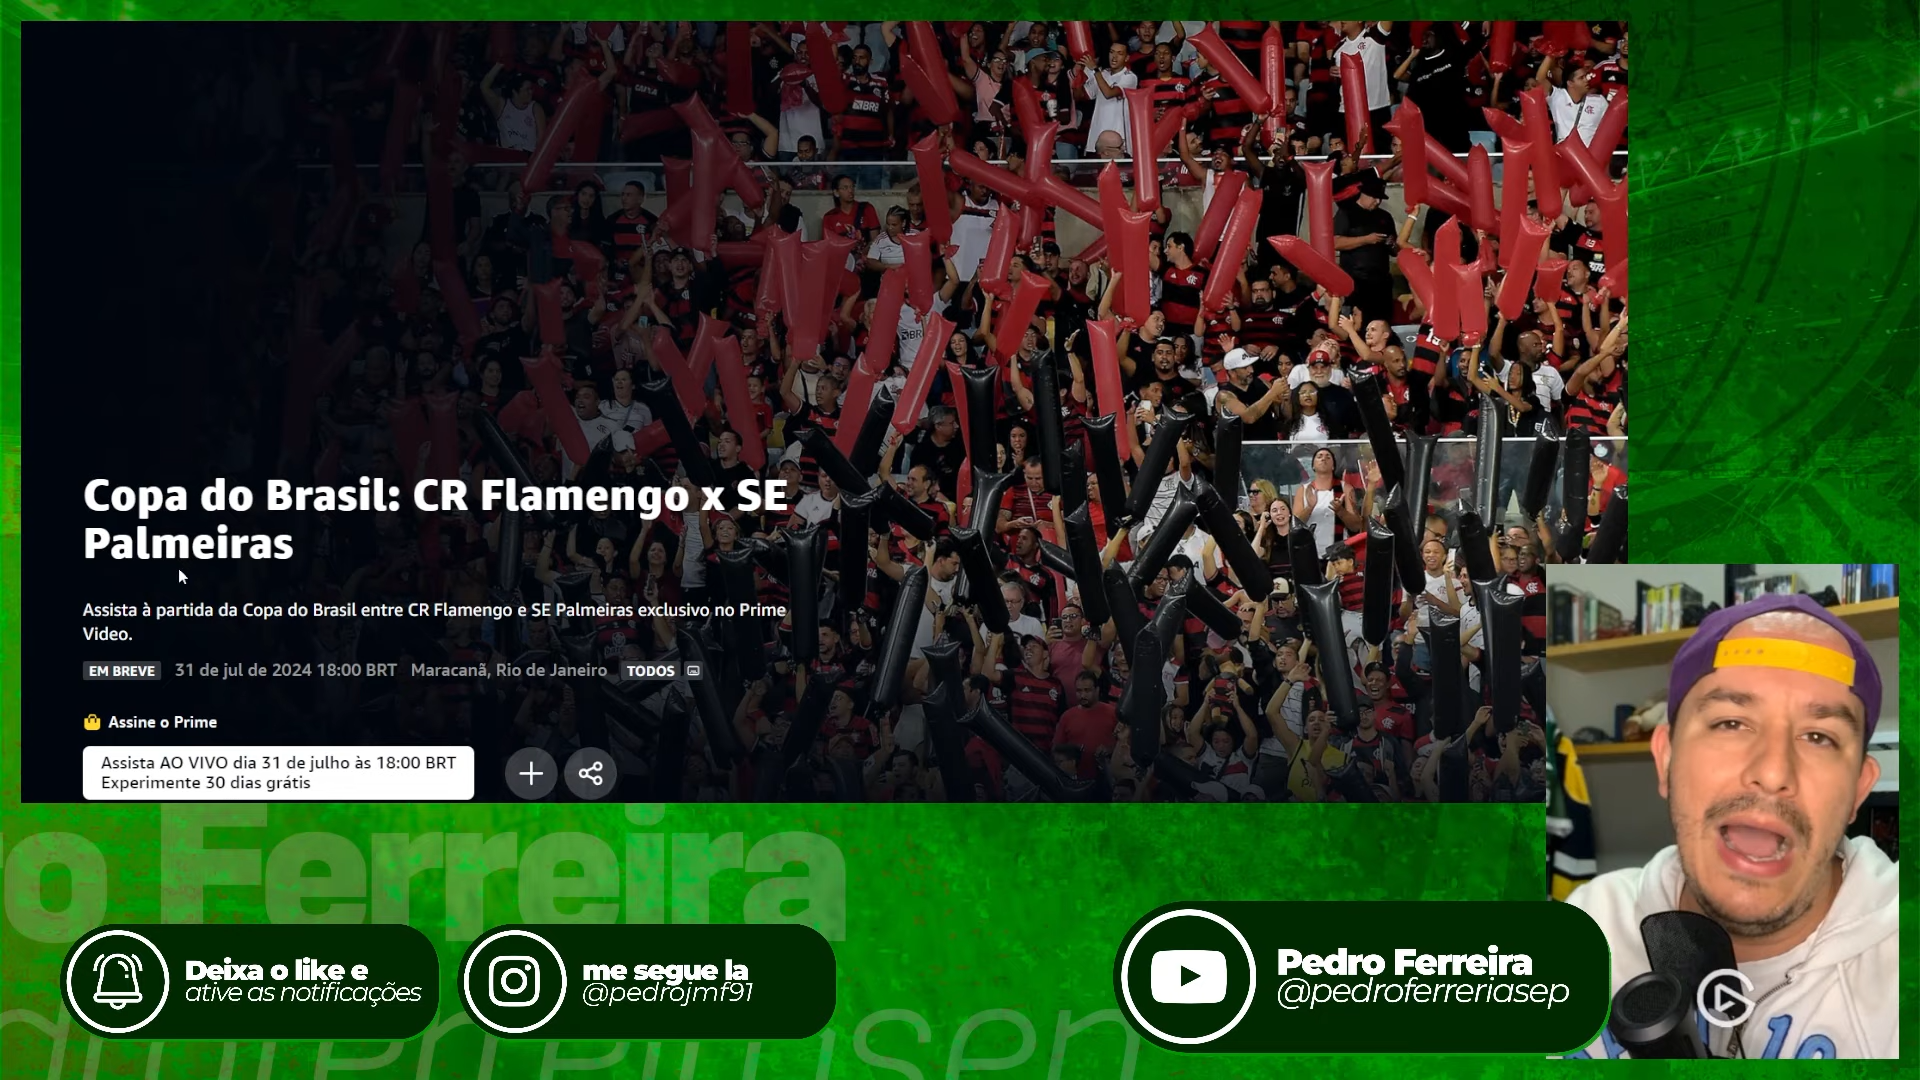 Copa do Brasil: CR Flamengo x SE
Palmeiras
Assista à partida da Copa do Brasil entre CR Flamengo e SE Palmeiras exclusivo no Prime
Video.
EM BREVE 31 de jul de 2024 18:00 BRT Maracanã, Rio de Janeiro TODOS
Assine o Prime
Assista AO VIVO dia 31 de julho às 18:00 BRT
Experimente 30 dias grátis
o Ferreira
Deixa o like e
ative as notificações
me segue la
@pedrojmf91
Pedro Ferreira
@pedroferreriasep